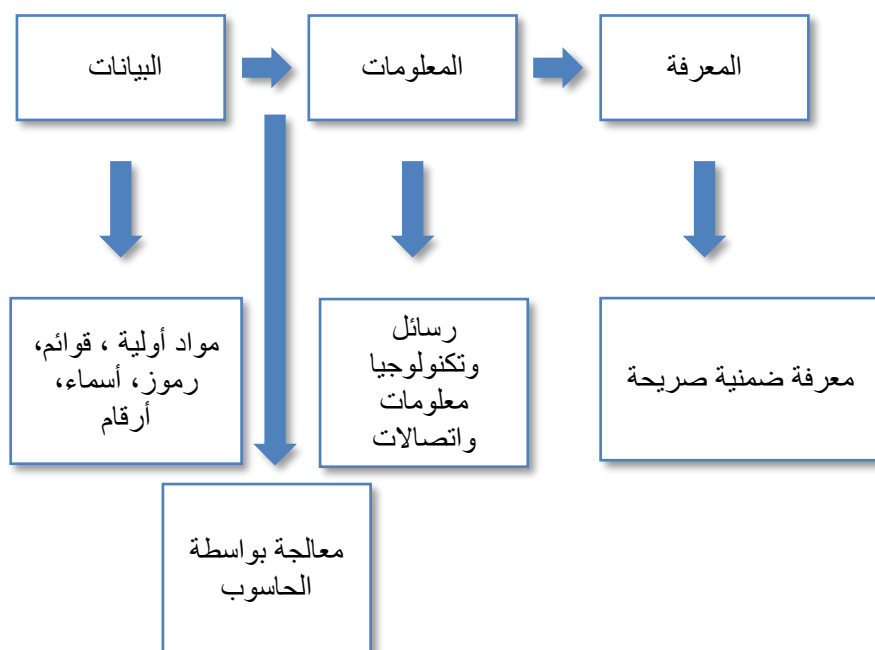 البيانات
المعلومات
المعرفة
مواد أولية ، قوائم،
رموز، أسماء،
أرقام
رسائل
وتكنولوجيا
معلومات
واتصالات
معرفة ضمنية صريحة
معالجة بواسطة
الحاسوب